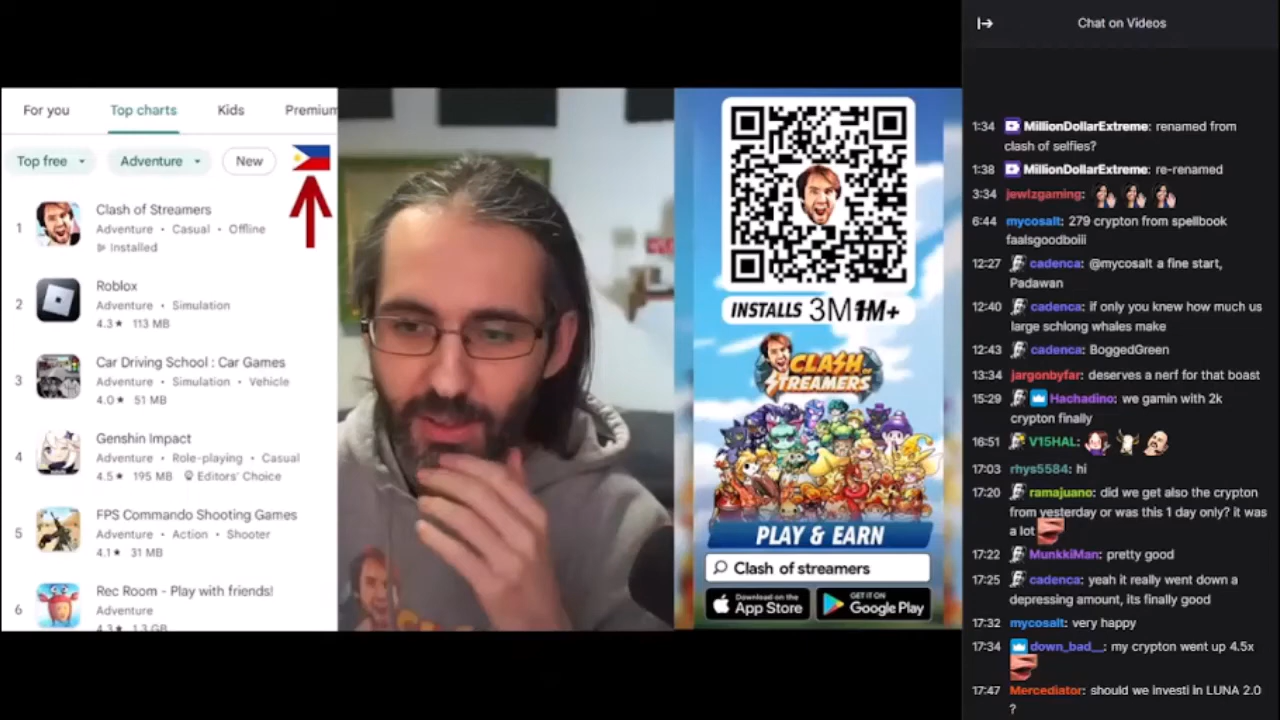 For you
Top charts
Kids
Premium
Top free
Adventure
New
1
Clash of Streamers
Adventure • Casual • Offline
Installed
2
Roblox
Adventure • Simulation
4.3★ 113 MB
3
Car Driving School : Car Games
Adventure • Simulation • Vehicle
4.0★ 51 MB
4
Genshin Impact
Adventure • Role-playing • Casual
4.5★ 195 MB Editors' Choice
5
FPS Commando Shooting Games
Adventure • Action • Shooter
4.1★ 31 MB
6
Rec Room - Play with friends!
Adventure
4.3★ 1.3 GB
INSTALLS 3M 1M+
CLASH OF
STREAMERS
PLAY & EARN
Clash of streamers
Download on the
App Store
GET IT ON
Google Play
Chat on Videos
1:34 MillionDollarExtreme: renamed from
clash of selfies?
1:38 MillionDollarExtreme: re-renamed
3:34 jewlzgaming:
6:44 mycosalt: 279 crypton from spellbook
faalsgoodboiii
12:27 cadenca: @mycosalt a fine start,
Padawan
12:40 cadenca: if only you knew how much us
large schlong whales make
12:43 cadenca: BoggedGreen
13:34 jargonbyfar: deserves a nerf for that boast
15:29 Hachadino: we gamin with 2k
crypton finally
16:51 V15HAL:
17:03 rhys5584: hi
17:20 ramajuano: did we get also the crypton
from yesterday or was this 1 day only? it was
a lot
17:22 MunkkiMan: pretty good
17:25 cadenca: yeah it really went down a
depressing amount, its finally good
17:32 mycosalt: very happy
17:34 down_bad__: my crypton went up 4.5x
17:47 Mercediator: should we investi in LUNA 2.0
?